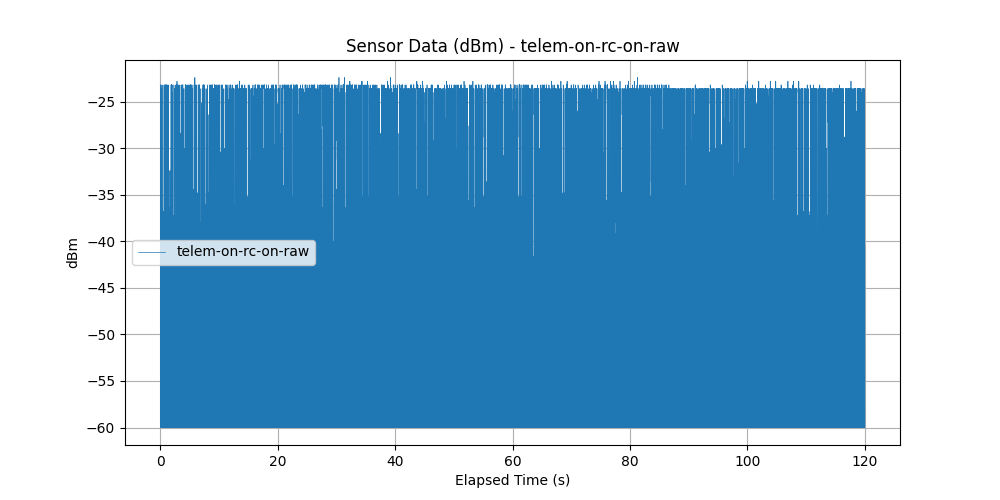 Sensor Data (dBm) - telem-on-rc-on-raw
−25
−30
−35
−40
−45
−50
−55
−60
dBm
telem-on-rc-on-raw
0 20 40 60 80 100 120
Elapsed Time (s)